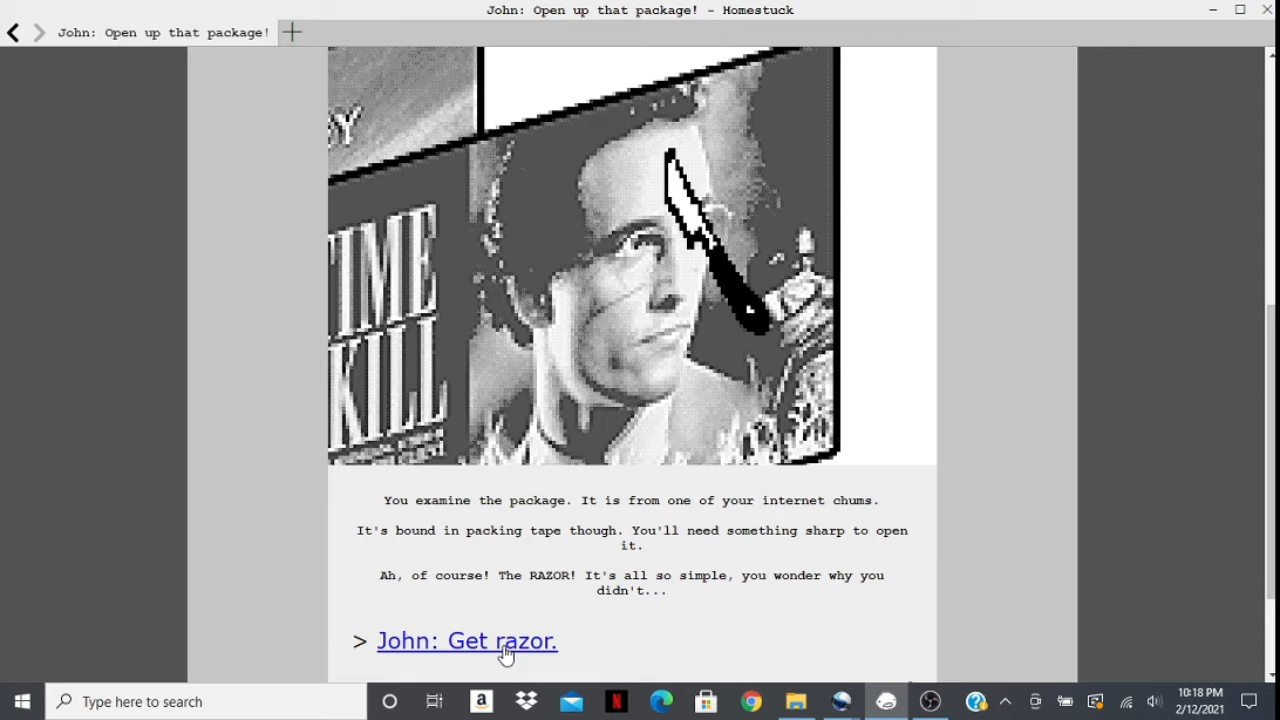 John: Open up that package! - Homestuck
John: Open up that package!
BY
TIME
KILL
You examine the package. It is from one of your internet chums.
It's bound in packing tape though. You'll need something sharp to open
it.
Ah, of course! The RAZOR! It's all so simple, you wonder why you
didn't...
> John: Get razor.
Type here to search
10:18 PM
2/12/2021